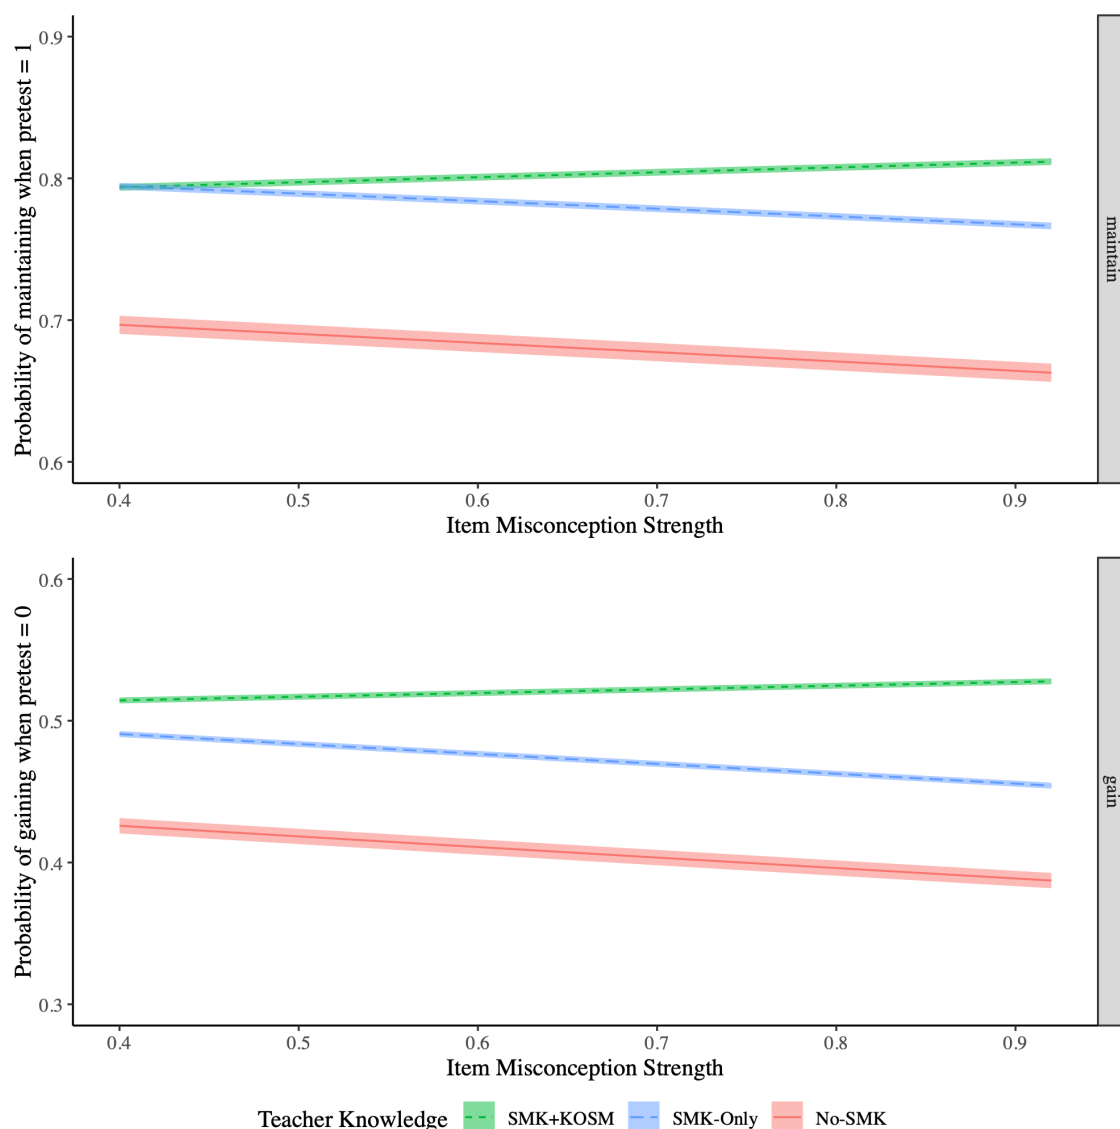 Probability of maintaining when pretest = 1
0.9
0.8
0.7
0.6
0.4 0.5 0.6 0.7 0.8 0.9
Item Misconception Strength
maintain
Probability of gaining when pretest = 0
0.6
0.5
0.4
0.3
0.4 0.5 0.6 0.7 0.8 0.9
Item Misconception Strength
gain
Teacher Knowledge SMK+KOSM SMK-Only No-SMK